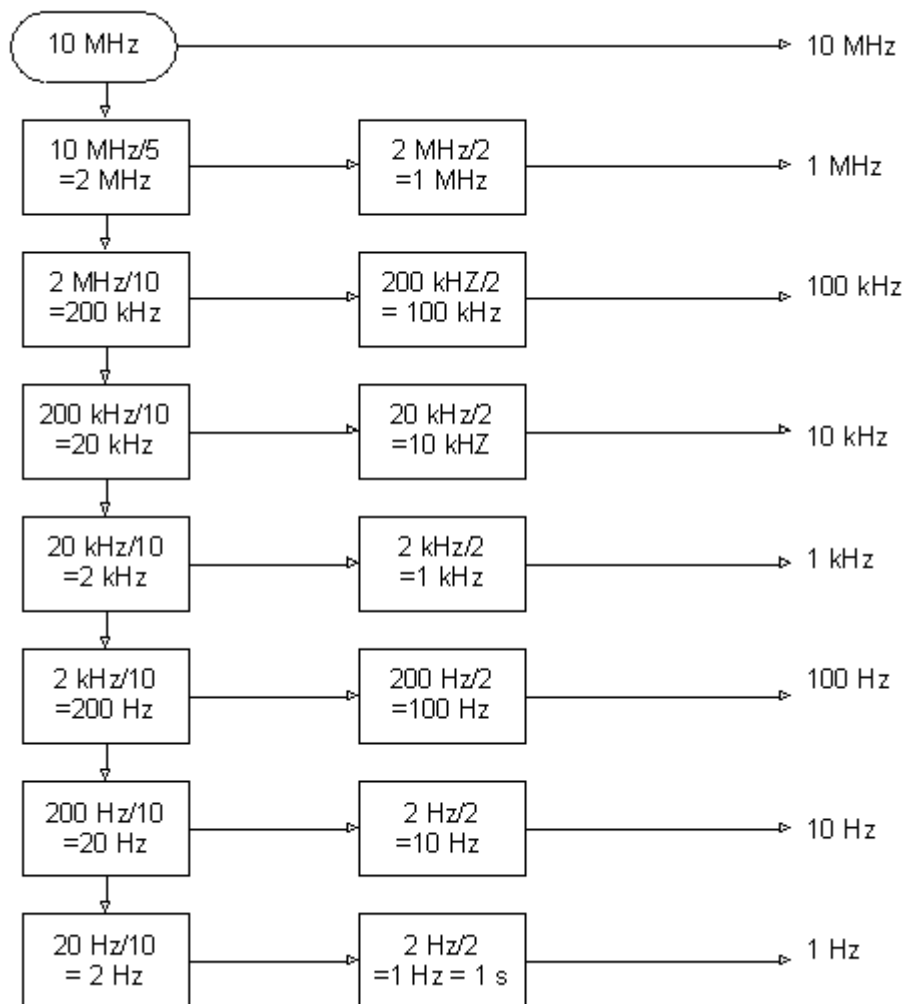 10 MHz
10 MHz
10 MHz/5
=2 MHz
2 MHz/2
=1 MHz
1 MHz
2 MHz/10
=200 kHz
200 kHZ/2
= 100 kHz
100 kHz
200 kHz/10
=20 kHz
20 kHz/2
=10 kHZ
10 kHz
20 kHz/10
=2 kHz
2 kHz/2
=1 kHz
1 kHz
2 kHz/10
=200 Hz
200 Hz/2
=100 Hz
100 Hz
200 Hz/10
=20 Hz
2 Hz/2
=10 Hz
10 Hz
20 Hz/10
= 2 Hz
2 Hz/2
=1 Hz = 1 s
1 Hz